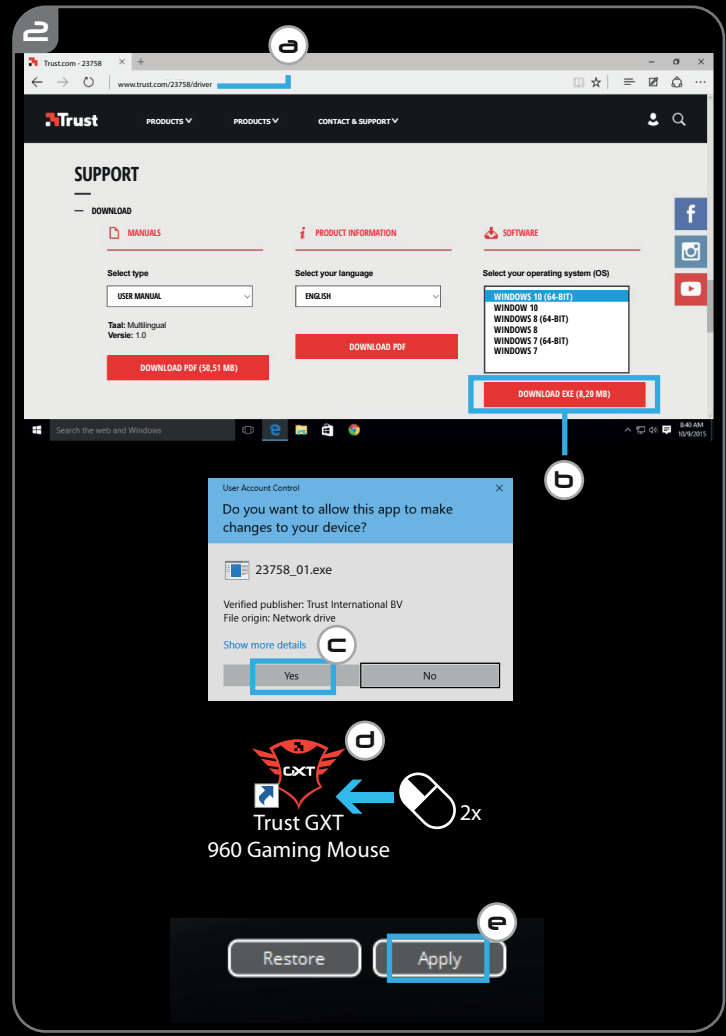 2
a
Trust.com - 23758
www.trust.com/23758/driver
Trust
PRODUCTS
PRODUCTS
CONTACT & SUPPORT
SUPPORT
DOWNLOAD
MANUALS
Select type
USER MANUAL
Taal: Multilingual
Versie: 1.0
DOWNLOAD PDF (50,51 MB)
PRODUCT INFORMATION
Select your language
ENGLISH
DOWNLOAD PDF
SOFTWARE
Select your operating system (OS)
WINDOWS 10 (64-BIT)
WINDOW 10
WINDOWS 8 (64-BIT)
WINDOWS 8
WINDOWS 7 (64-BIT)
WINDOWS 7
DOWNLOAD EXE (8,20 MB)
f
Search the web and Windows
8:40 AM
10/9/2015
b
User Account Control
Do you want to allow this app to make
changes to your device?
23758_01.exe
Verified publisher: Trust International BV
File origin: Network drive
Show more details
c
Yes
No
d
GXT
2x
Trust GXT
960 Gaming Mouse
e
Restore
Apply